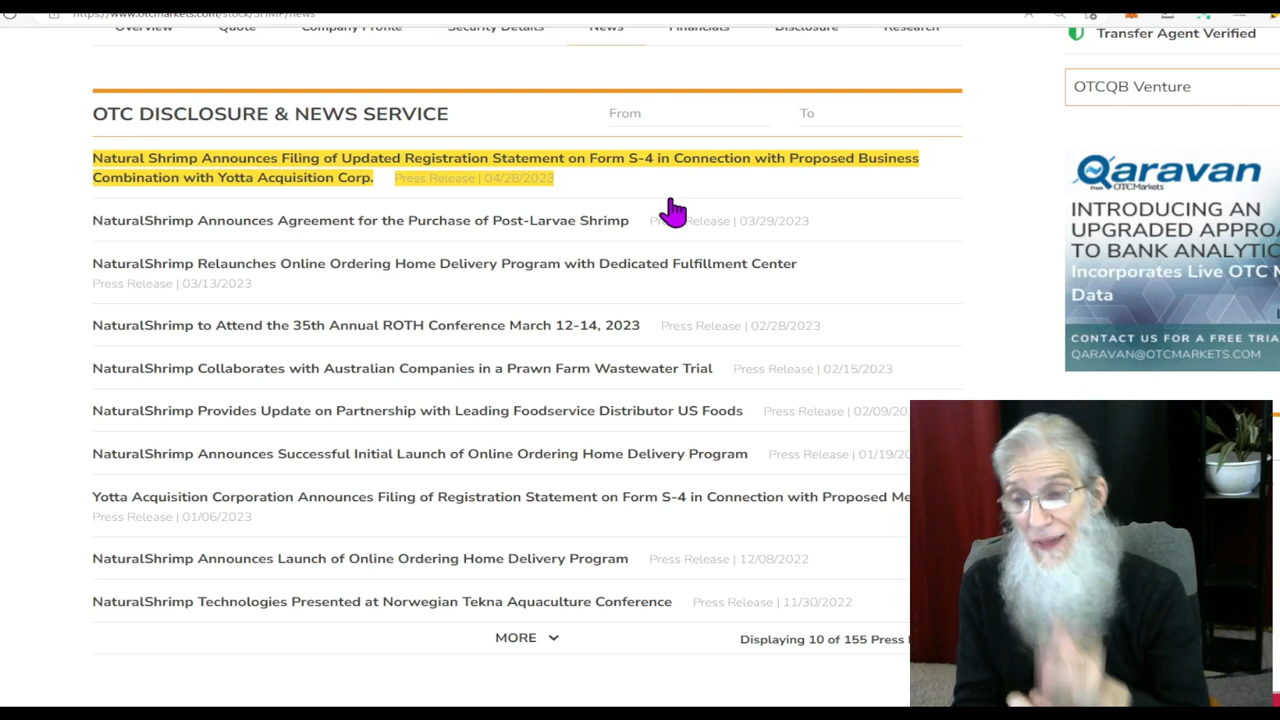 https://www.otcmarkets.com/stock/SHMP/news
Overview Quote Company Profile Security Details News Financials Disclosure Research
Transfer Agent Verified
OTCQB Venture
OTC DISCLOSURE & NEWS SERVICE From To
Natural Shrimp Announces Filing of Updated Registration Statement on Form S-4 in Connection with Proposed Business
Combination with Yotta Acquisition Corp. Press Release | 04/28/2023
NaturalShrimp Announces Agreement for the Purchase of Post-Larvae Shrimp Release | 03/29/2023
NaturalShrimp Relaunches Online Ordering Home Delivery Program with Dedicated Fulfillment Center
Press Release | 03/13/2023
NaturalShrimp to Attend the 35th Annual ROTH Conference March 12-14, 2023 Press Release | 02/28/2023
NaturalShrimp Collaborates with Australian Companies in a Prawn Farm Wastewater Trial Press Release | 02/15/2023
NaturalShrimp Provides Update on Partnership with Leading Foodservice Distributor US Foods Press Release | 02/09/20
NaturalShrimp Announces Successful Initial Launch of Online Ordering Home Delivery Program Press Release | 01/19/20
Yotta Acquisition Corporation Announces Filing of Registration Statement on Form S-4 in Connection with Proposed Me
Press Release | 01/06/2023
NaturalShrimp Announces Launch of Online Ordering Home Delivery Program Press Release | 12/08/2022
NaturalShrimp Technologies Presented at Norwegian Tekna Aquaculture Conference Press Release | 11/30/2022
MORE Displaying 10 of 155 Press
Qaravan
from OTCMarkets
INTRODUCING AN
UPGRADED APPROA
TO BANK ANALYTIC
Incorporates Live OTC M
Data
CONTACT US FOR A FREE TRIA
QARAVAN@OTCMARKETS.COM